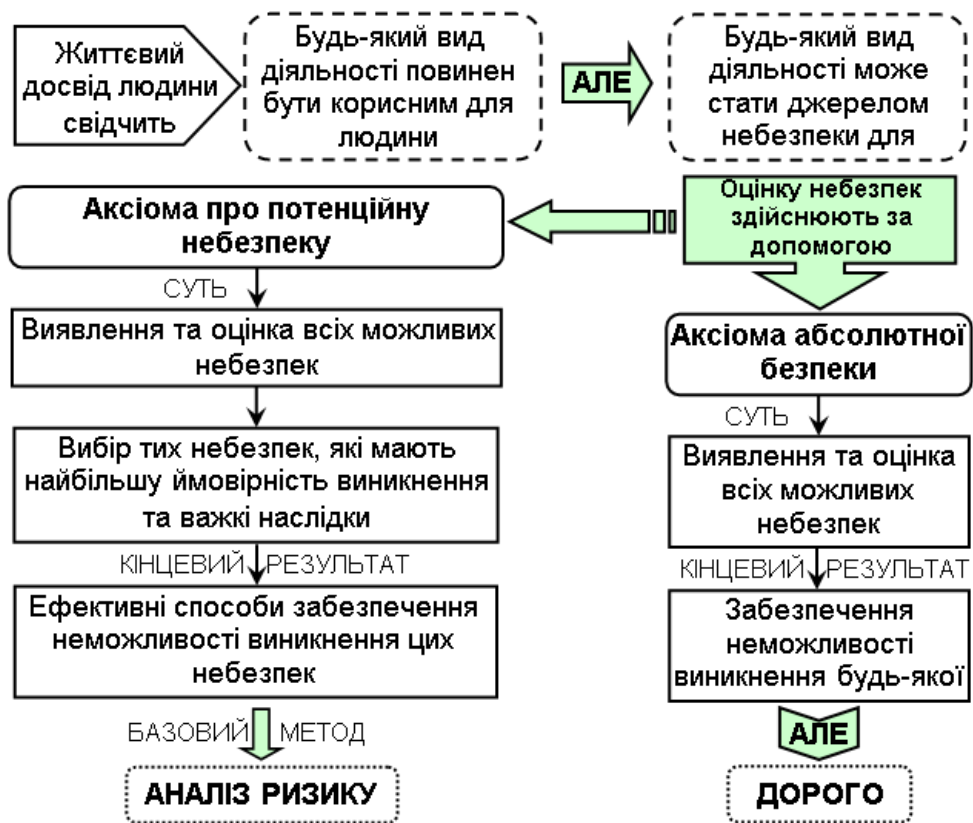 Життєвий
досвід людини
свідчить
Будь-який вид
діяльності повинен
бути корисним для
людини
АЛЕ
Будь-який вид
діяльності може
стати джерелом
небезпеки для
Оцінку небезпек
здійснюють за
допомогою
Аксіома про потенційну
небезпеку
СУТЬ
Виявлення та оцінка всіх можливих
небезпек
Вибір тих небезпек, які мають
найбільшу ймовірність виникнення
та важкі наслідки
КІНЦЕВИЙ РЕЗУЛЬТАТ
Ефективні способи забезпечення
неможливості виникнення цих
небезпек
БАЗОВИЙ МЕТОД
АНАЛІЗ РИЗИКУ
Аксіома абсолютної
безпеки
СУТЬ
Виявлення та оцінка
всіх можливих
небезпек
КІНЦЕВИЙ РЕЗУЛЬТАТ
Забезпечення
неможливості
виникнення будь-якої
АЛЕ
ДОРОГО